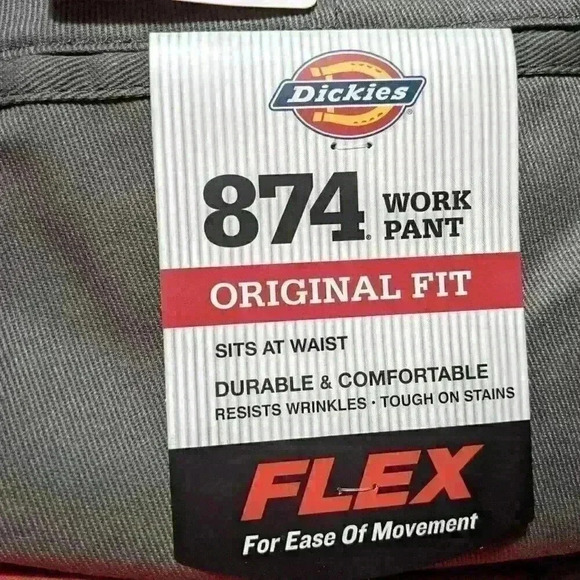 Dickies
874 WORK PANT
ORIGINAL FIT
SITS AT WAIST
DURABLE & COMFORTABLE
RESISTS WRINKLES · TOUGH ON STAINS
FLEX
For Ease Of Movement